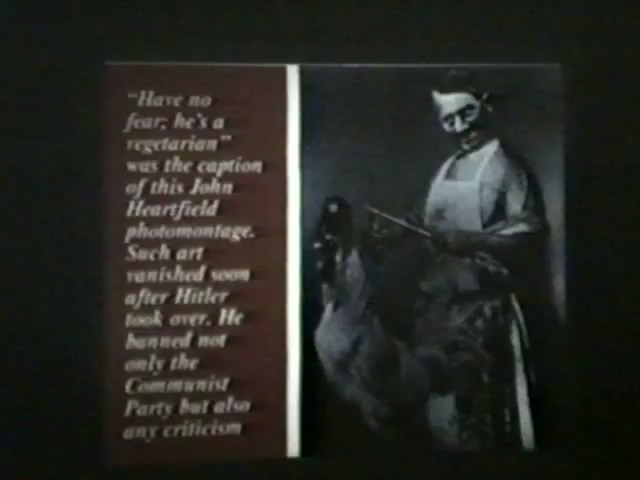 "Have no
fear; he's a
vegetarian"
was the caption
of this John
Heartfield
photomontage.
Such art
vanished soon
after Hitler
took over. He
banned not
only the
Communist
Party but also
any criticism